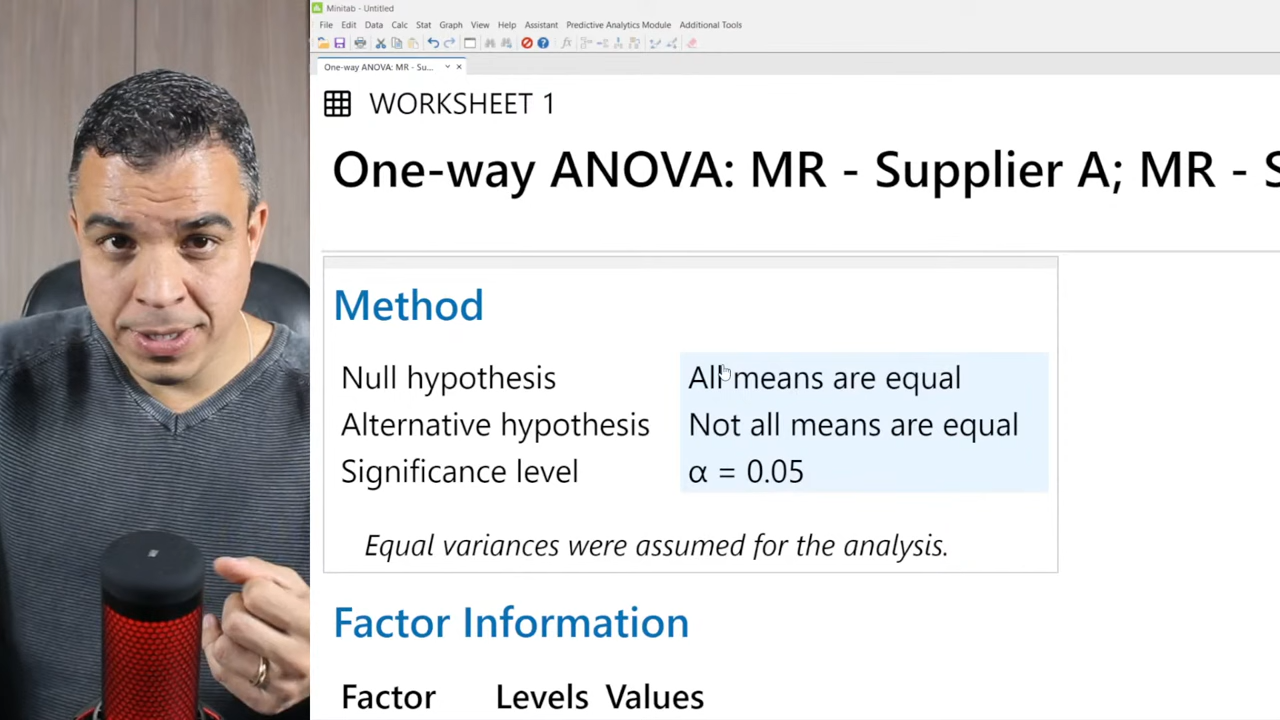 Minitab - Untitled
File Edit Data Calc Stat Graph View Help Assistant Predictive Analytics Module Additional Tools
One-way ANOVA: MR - Su...
WORKSHEET 1
One-way ANOVA: MR - Supplier A; MR - S
Method
Null hypothesis All means are equal
Alternative hypothesis Not all means are equal
Significance level α = 0.05
Equal variances were assumed for the analysis.
Factor Information
Factor Levels Values